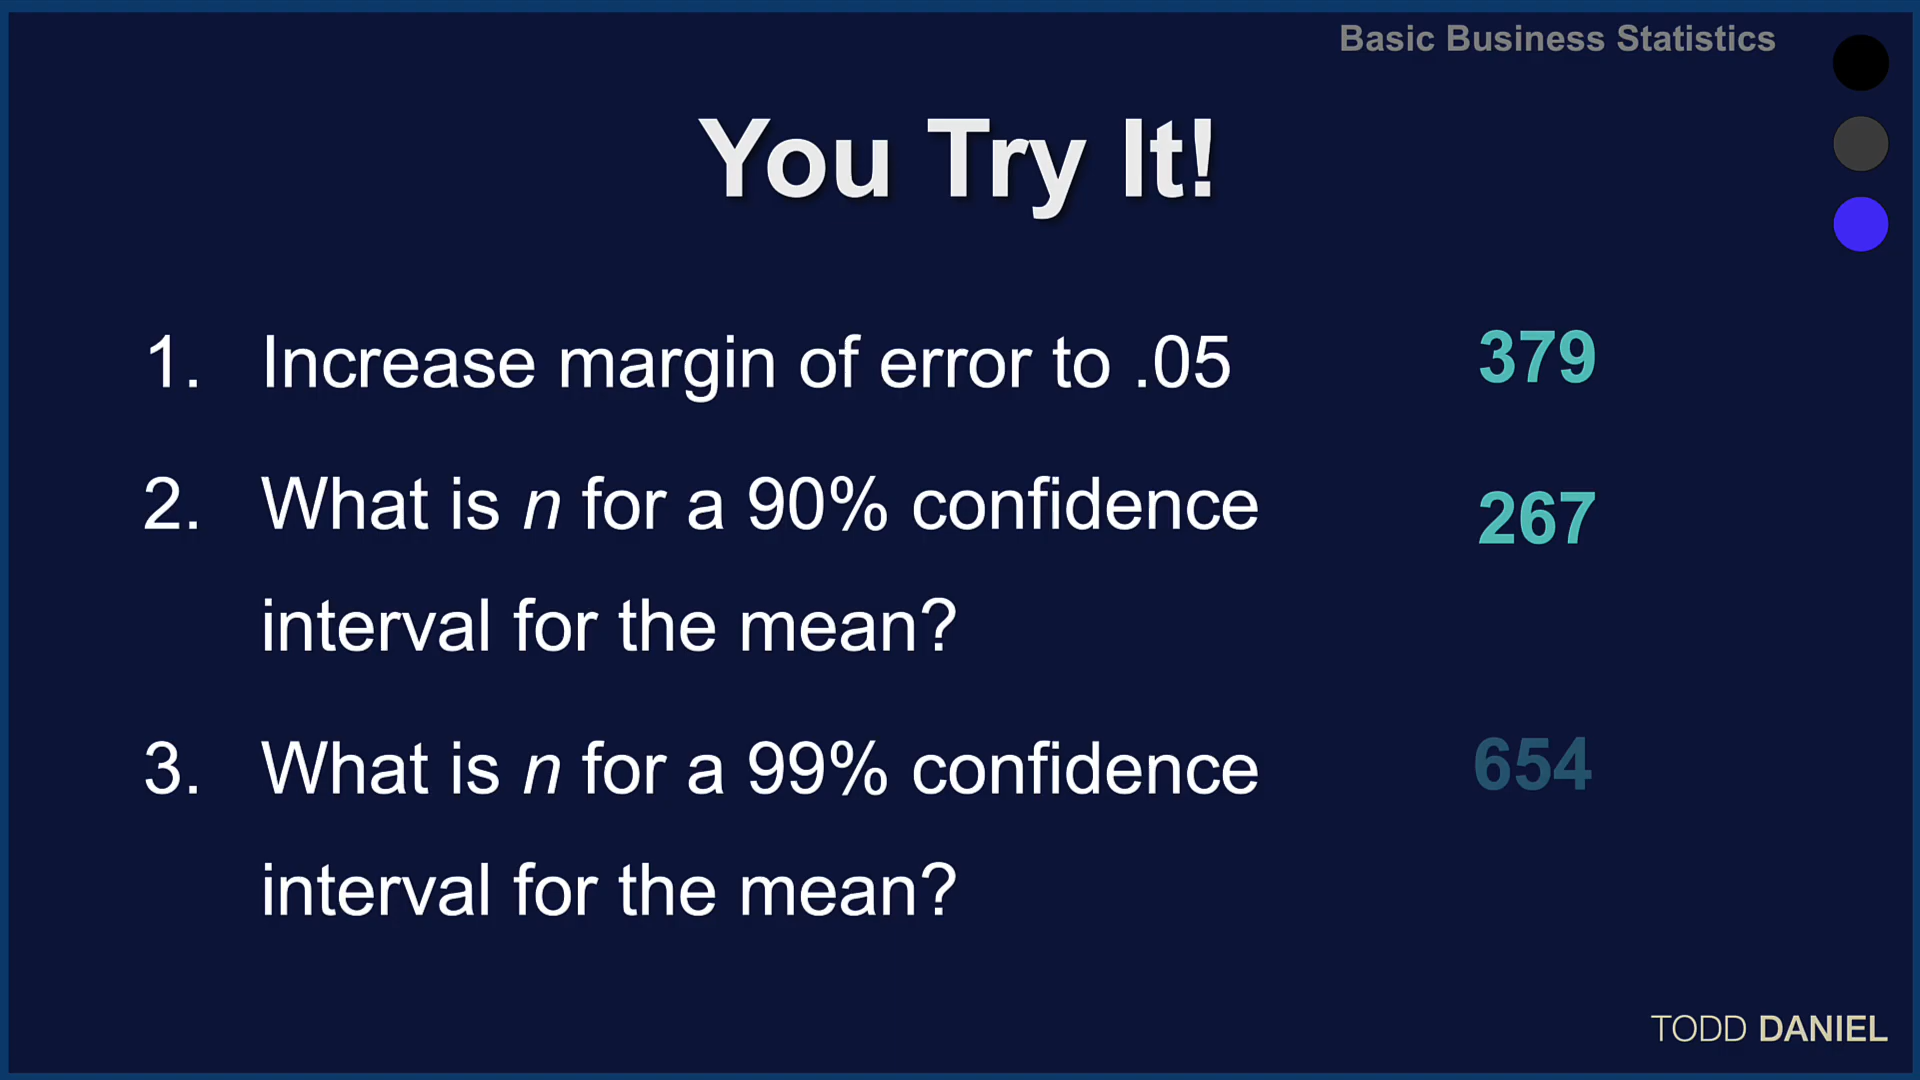 Basic Business Statistics
You Try It!
1. Increase margin of error to .05 379
2. What is n for a 90% confidence 267
interval for the mean?
3. What is n for a 99% confidence 654
interval for the mean?
TODD DANIEL